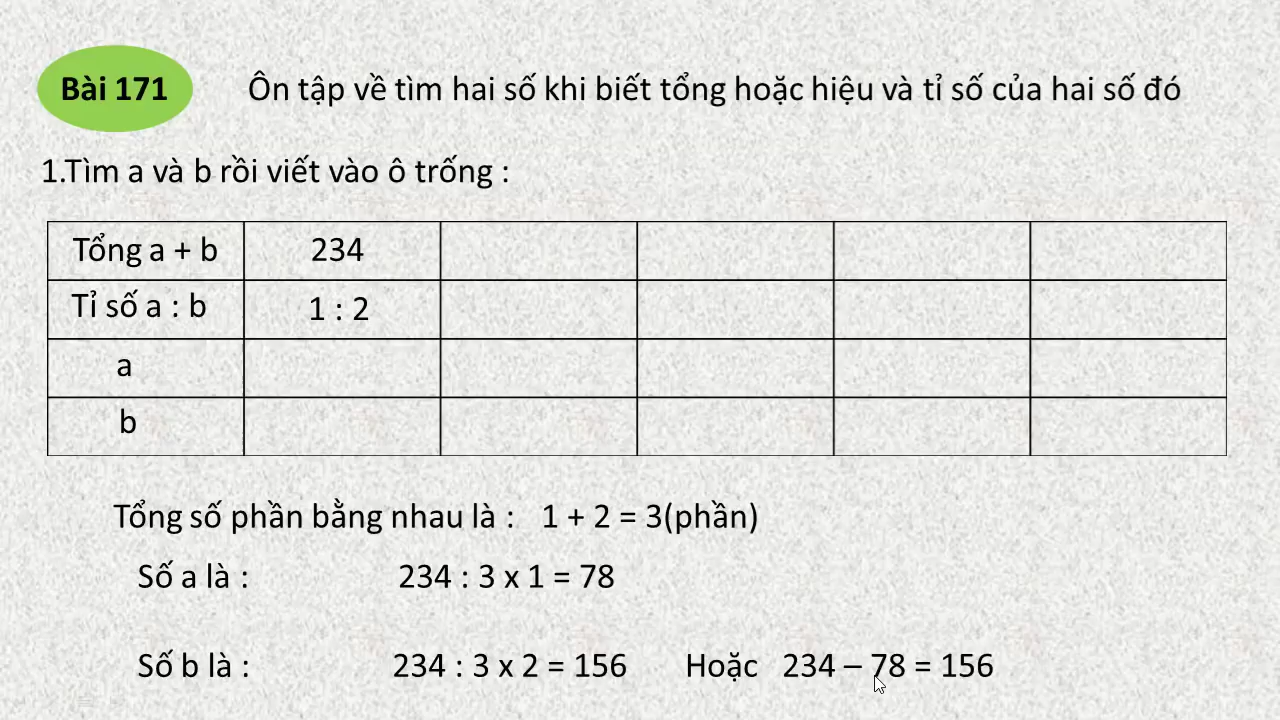 Bài 171 Ôn tập về tìm hai số khi biết tổng hoặc hiệu và tỉ số của hai số đó
1.Tìm a và b rồi viết vào ô trống :
Tổng a + b 234
Tỉ số a : b 1 : 2
a
b
Tổng số phần bằng nhau là : 1 + 2 = 3(phần)
Số a là : 234 : 3 x 1 = 78
Số b là : 234 : 3 x 2 = 156 Hoặc 234 – 78 = 156